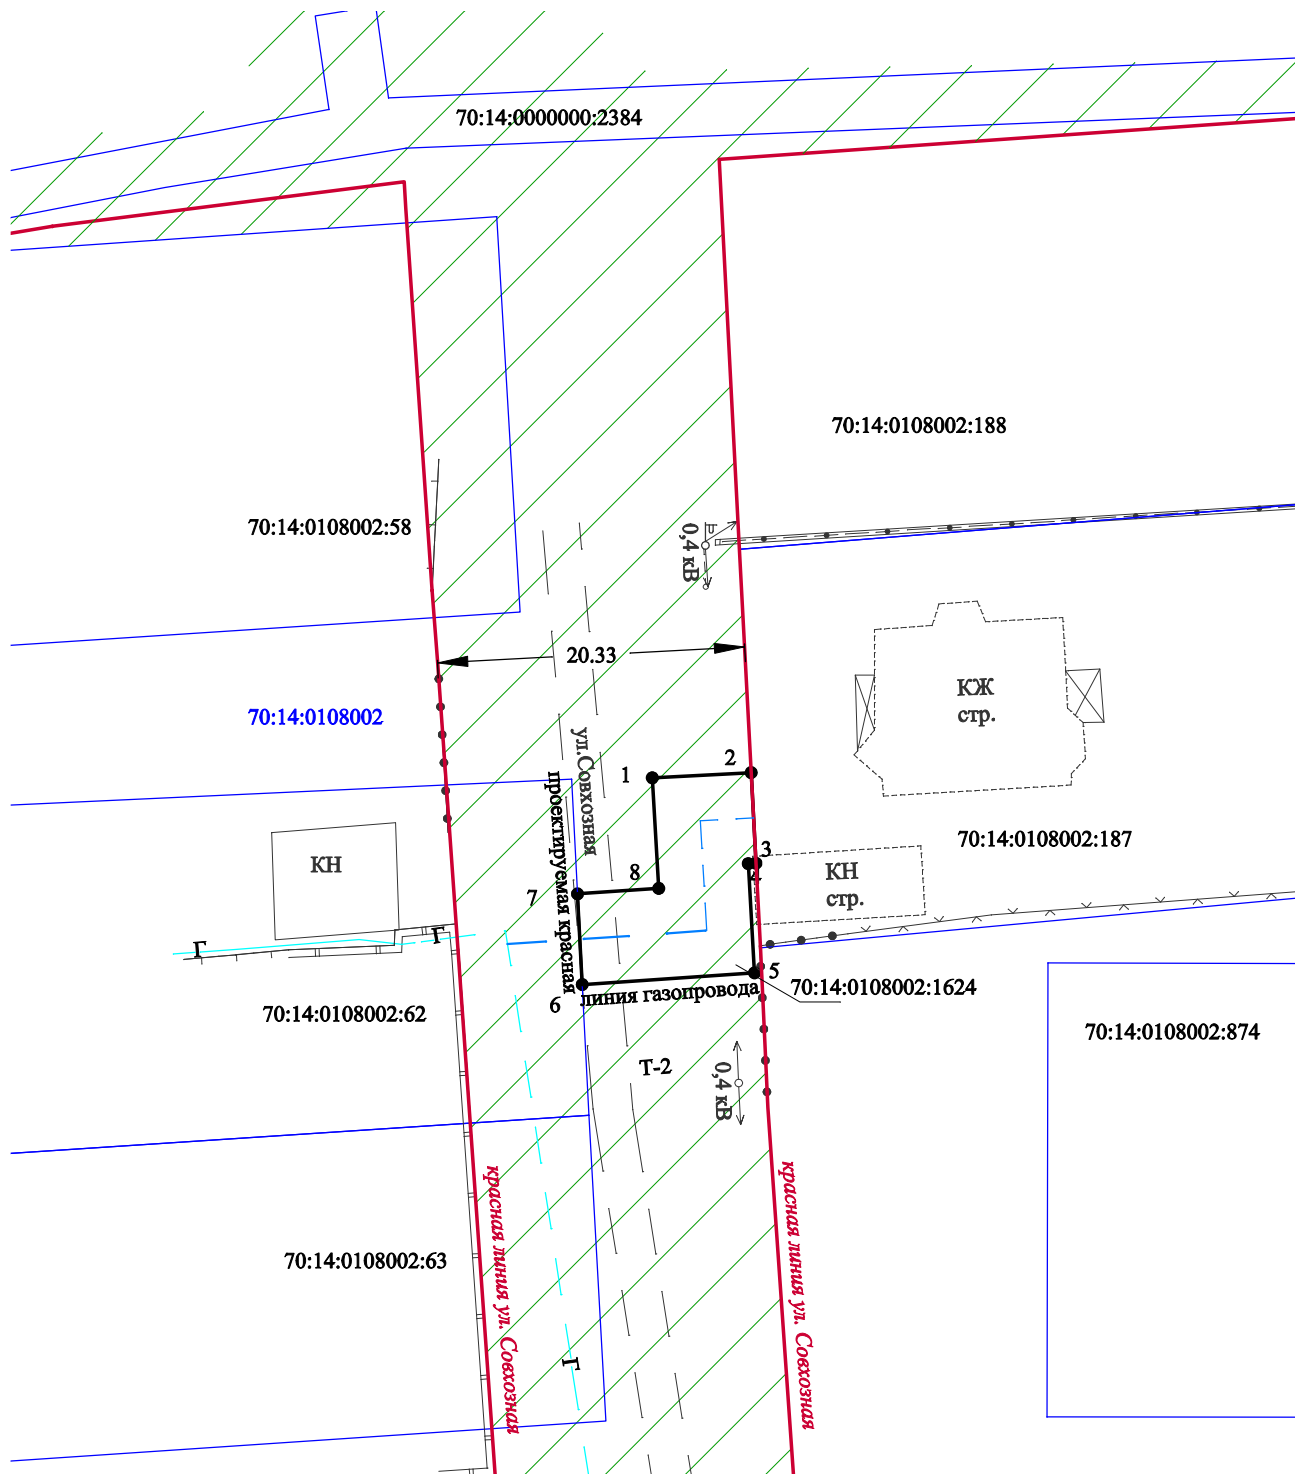 70:14:0000000:2384
70:14:0108002:188
70:14:0108002:58
0,4 кВ
20.33
КЖ
стр.
70:14:0108002
ул.Совхозная
1
2
проектируемая красная
70:14:0108002:187
КН
3
4
КН
стр.
8
7
Г
Г
5
6
линия газопровода
70:14:0108002:1624
70:14:0108002:62
70:14:0108002:874
Т-2
0,4 кВ
красная линия ул. Совхозная
красная линия ул. Совхозная
70:14:0108002:63
Г